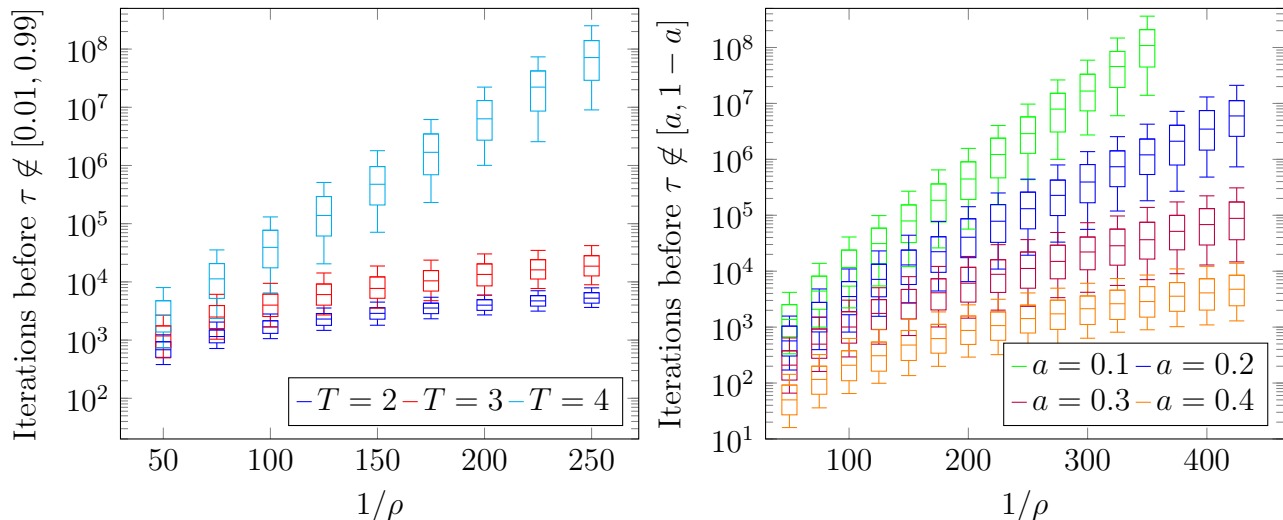 Iterations before τ ∉ [0.01, 0.99]
10^8
10^7
10^6
10^5
10^4
10^3
10^2
T = 2 T = 3 T = 4
50 100 150 200 250
1/ρ
Iterations before τ ∉ [a, 1 − a]
10^8
10^7
10^6
10^5
10^4
10^3
10^2
10^1
a = 0.1 a = 0.2
a = 0.3 a = 0.4
100 200 300 400
1/ρ